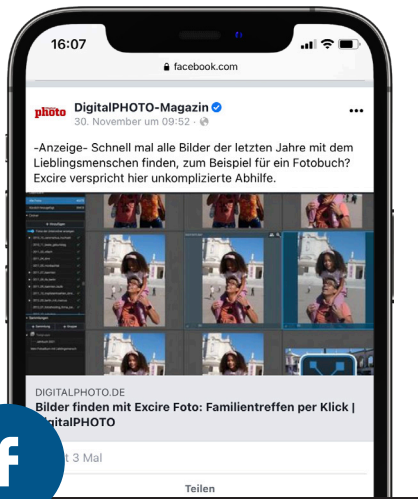 16:07
facebook.com
photo
DigitalPHOTO-Magazin
30. November um 09:52
-Anzeige- Schnell mal alle Bilder der letzten Jahre mit dem
Lieblingsmenschen finden, zum Beispiel für ein Fotobuch?
Excire verspricht hier unkomplizierte Abhilfe.
DIGITALPHOTO.DE
Bilder finden mit Excire Foto: Familientreffen per Klick |
igitalPHOTO
t 3 Mal
Teilen
f